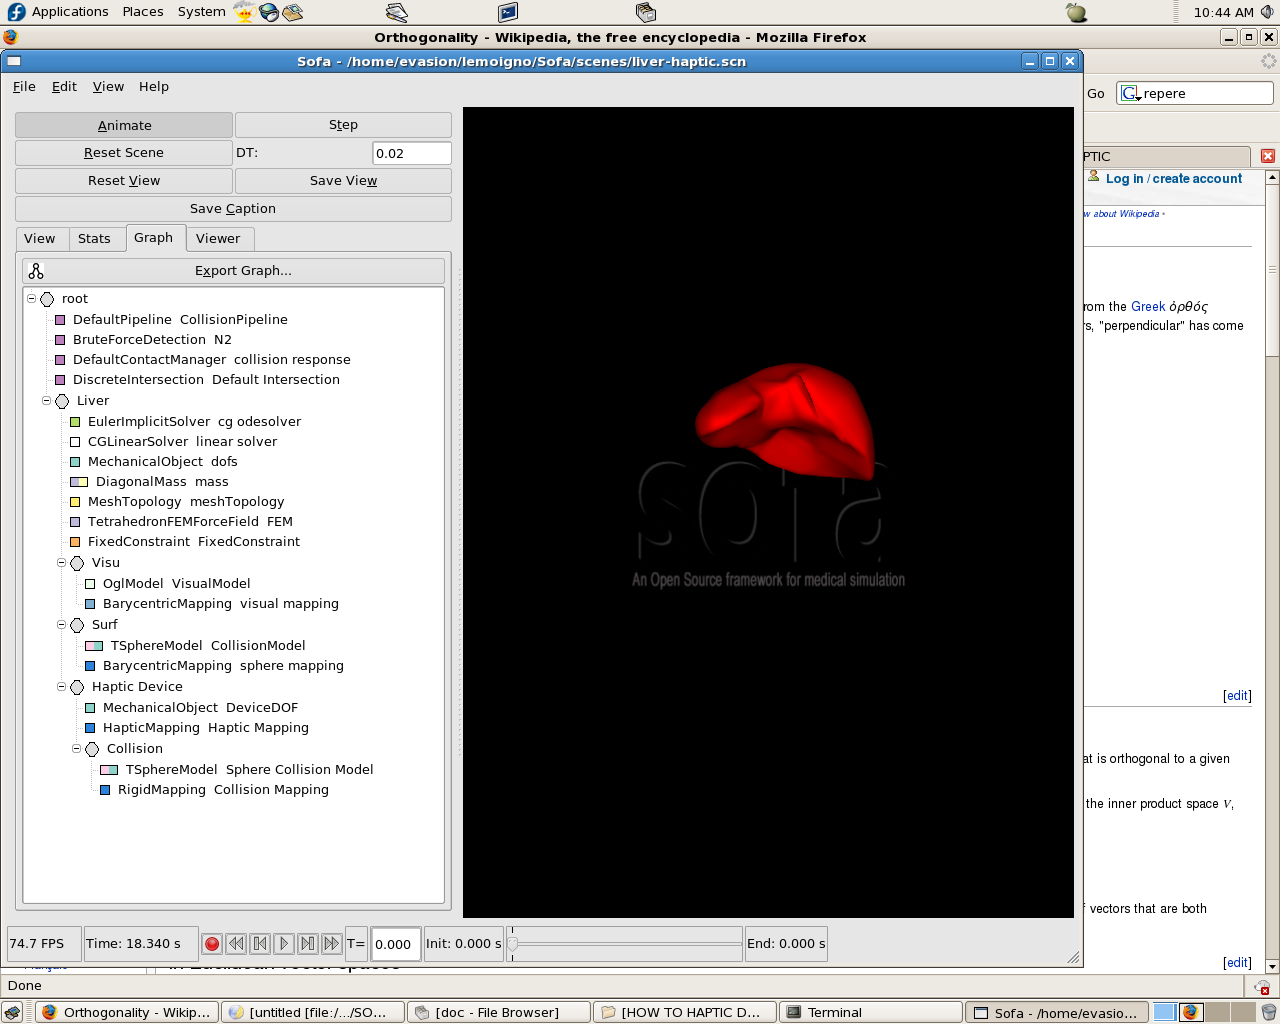 Applications Places System 10:44 AM
Orthogonality - Wikipedia, the free encyclopedia - Mozilla Firefox
Sofa - /home/evasion/lemoigno/Sofa/scenes/liver-haptic.scn
File Edit View Help
Go repere
Animate Step
Reset Scene DT: 0.02
Reset View Save View
Save Caption
PTIC
Log in / create account
w about Wikipedia •
View Stats Graph Viewer
Export Graph...
root
DefaultPipeline CollisionPipeline
BruteForceDetection N2
DefaultContactManager collision response
DiscreteIntersection Default Intersection
Liver
EulerImplicitSolver cg odesolver
CGLinearSolver linear solver
MechanicalObject dofs
DiagonalMass mass
MeshTopology meshTopology
TetrahedronFEMForceField FEM
FixedConstraint FixedConstraint
Visu
OglModel VisualModel
BarycentricMapping visual mapping
Surf
TSphereModel CollisionModel
BarycentricMapping sphere mapping
Haptic Device
MechanicalObject DeviceDOF
HapticMapping Haptic Mapping
Collision
TSphereModel Sphere Collision Model
RigidMapping Collision Mapping
sofa
An Open Source framework for medical simulation
rom the Greek ὀρθός
rs, "perpendicular" has come
[edit]
at is orthogonal to a given
the inner product space V,
f vectors that are both
[edit]
74.7 FPS Time: 18.340 s T= 0.000 Init: 0.000 s End: 0.000 s
Done
Orthogonality - Wikip... [untitled [file:/.../SO... [doc - File Browser] [HOW TO HAPTIC D... Terminal Sofa - /home/evasio...